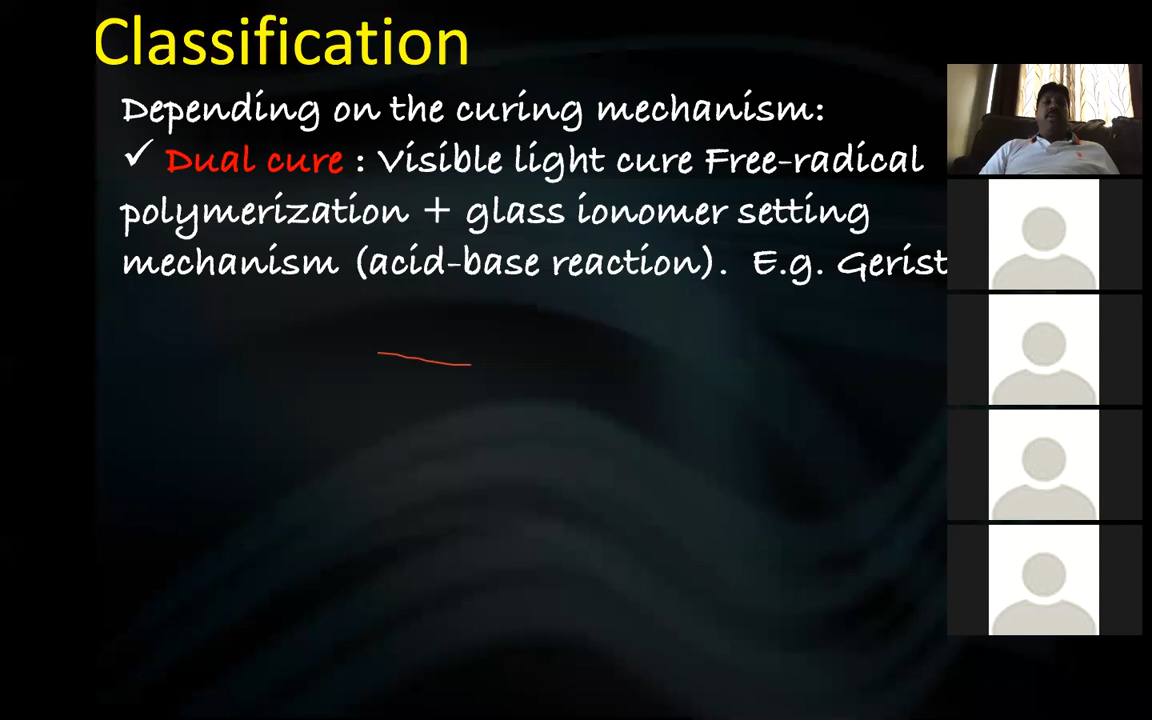 Classification
Depending on the curing mechanism:
✓ Dual cure : Visible light cure Free-radical
polymerization + glass ionomer setting
mechanism (acid-base reaction). E.g. Gerist